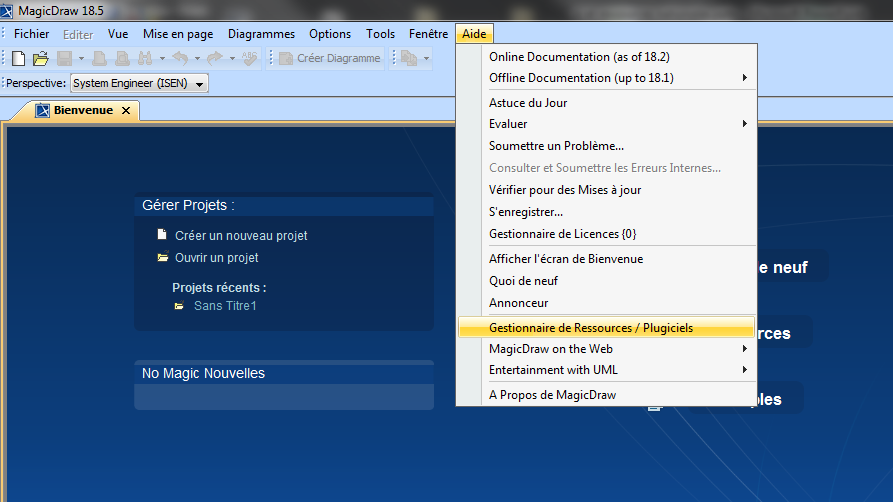 MagicDraw 18.5
Fichier Editer Vue Mise en page Diagrammes Options Tools Fenêtre Aide
Créer Diagramme
Perspective: System Engineer (ISEN)
Bienvenue
Online Documentation (as of 18.2)
Offline Documentation (up to 18.1)
Astuce du Jour
Evaluer
Soumettre un Problème...
Consulter et Soumettre les Erreurs Internes...
Vérifier pour des Mises à jour
S'enregistrer...
Gestionnaire de Licences {0}
Afficher l'écran de Bienvenue
Quoi de neuf
Annonceur
Gestionnaire de Ressources / Plugiciels
MagicDraw on the Web
Entertainment with UML
A Propos de MagicDraw
Gérer Projets :
Créer un nouveau projet
Ouvrir un projet
Projets récents :
Sans Titre1
No Magic Nouvelles
e neuf
rces
ples